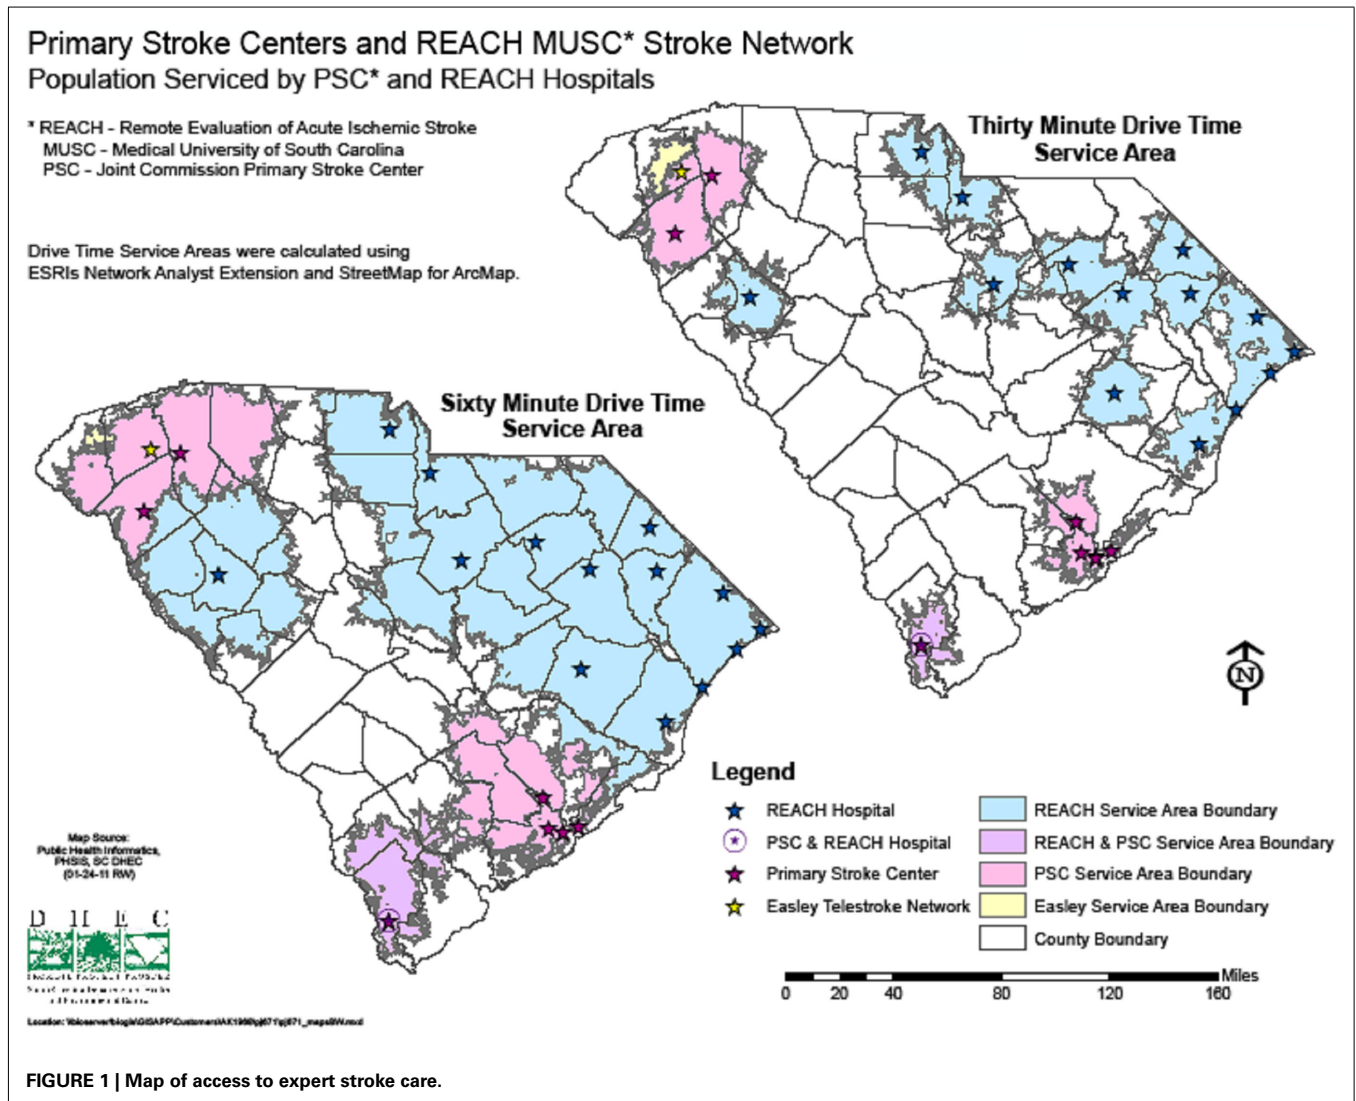 Primary Stroke Centers and REACH MUSC* Stroke Network
Population Serviced by PSC* and REACH Hospitals
* REACH - Remote Evaluation of Acute Ischemic Stroke
MUSC - Medical University of South Carolina
PSC - Joint Commission Primary Stroke Center
Drive Time Service Areas were calculated using
ESRIs Network Analyst Extension and StreetMap for ArcMap.
Thirty Minute Drive Time
Service Area
Sixty Minute Drive Time
Service Area
N
Legend
REACH Hospital
PSC & REACH Hospital
Primary Stroke Center
Easley Telestroke Network
REACH Service Area Boundary
REACH & PSC Service Area Boundary
PSC Service Area Boundary
Easley Service Area Boundary
County Boundary
Miles
0 20 40 80 120 160
Map Source:
Public Health Informatics,
PHSIS, SC DHEC
(01-24-11 RW)
D H E C
Location:
FIGURE 1 | Map of access to expert stroke care.